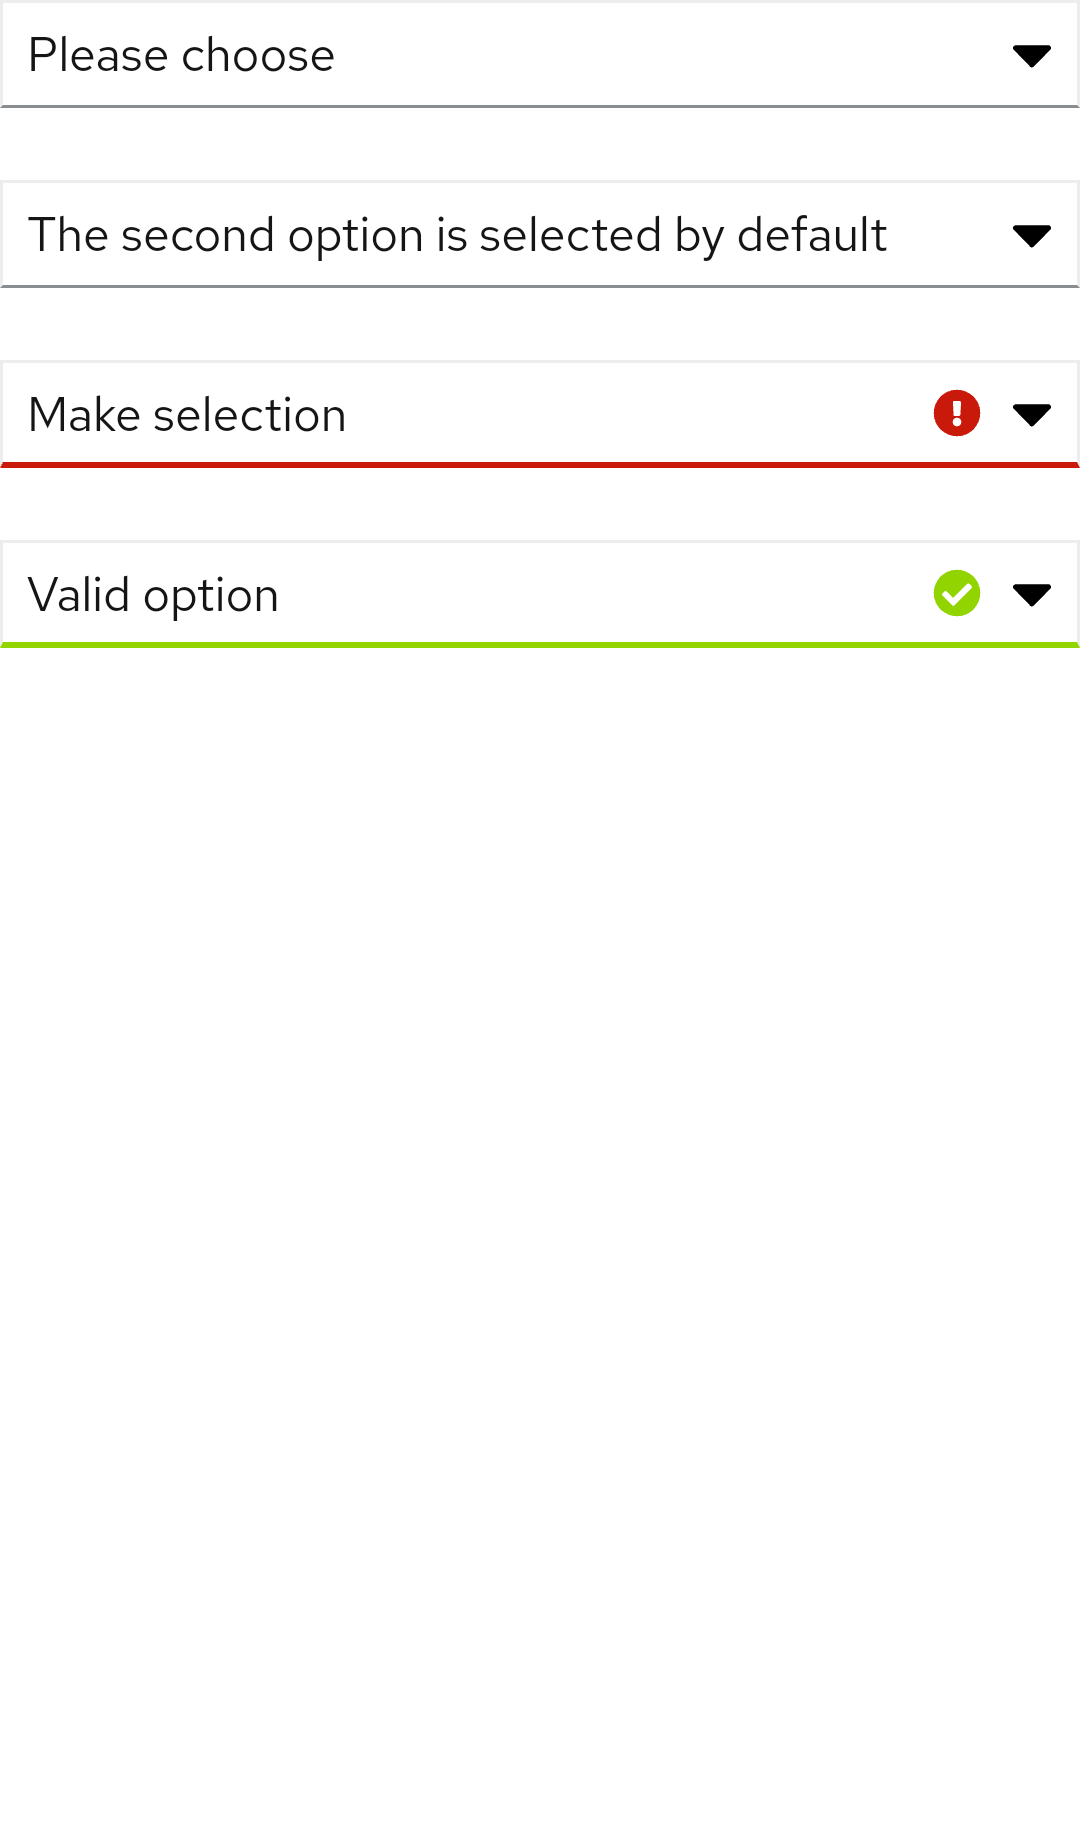 Please choose
The second option is selected by default
Make selection
Valid option